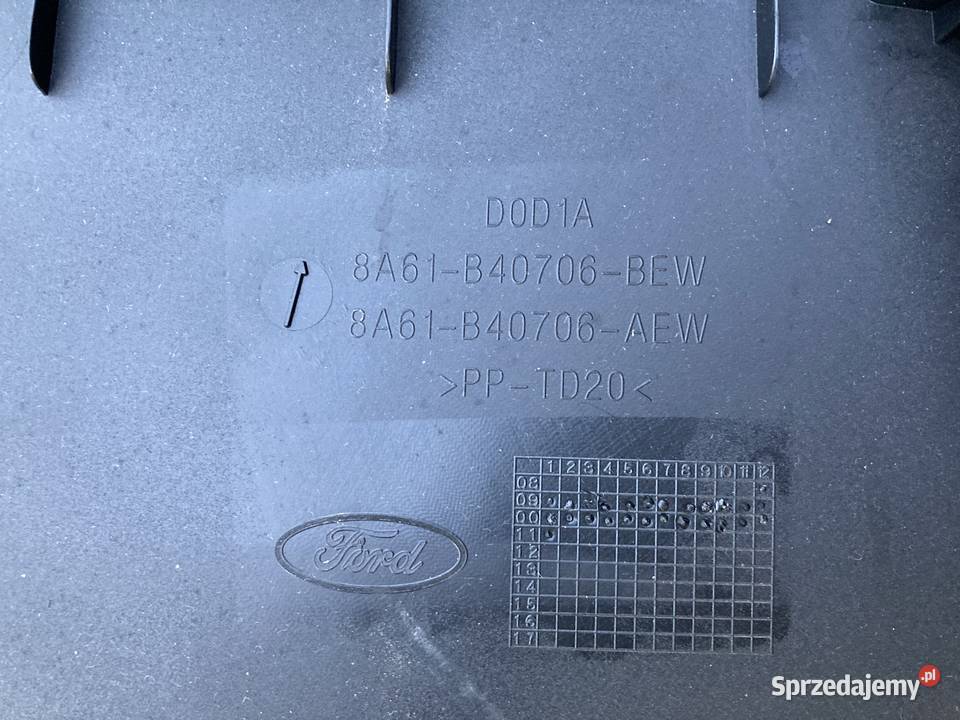 D0D1A
8A61-B40706-BEW
8A61-B40706-AEW
>PP-TD20<
1 2 3 4 5 6 7 8 9 10 11 12
08
09
00
11
12
13
14
15
16
17
Ford
Sprzedajemy.pl